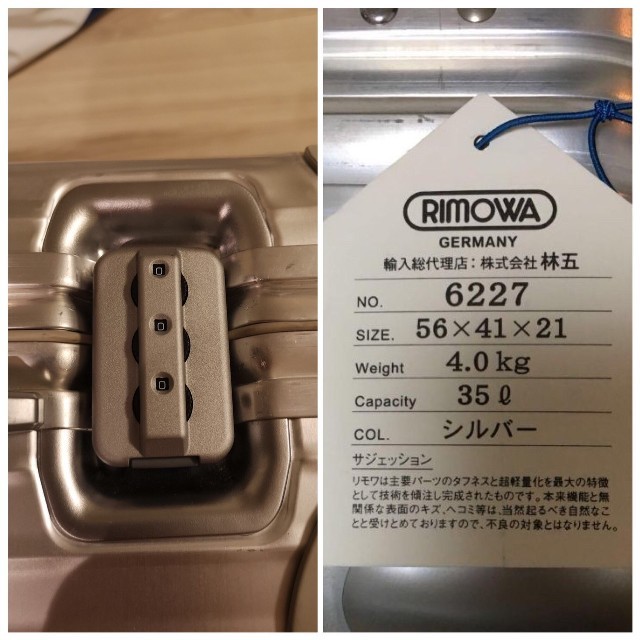 0
0
0
RIMOWA
GERMANY
輸入総代理店：株式会社 林五
NO. 6227
SIZE. 56×41×21
Weight 4.0kg
Capacity 35ℓ
COL. シルバー
サジェッション
リモワは主要パーツのタフネスと超軽量化を最大の特徴
として技術を傾注し完成されたものです。本来機能と無
関係な表面のキズ、ヘコミ等は、当然起るべき自然なこ
とと受けとめておりますので、不良の対象とはなりません。